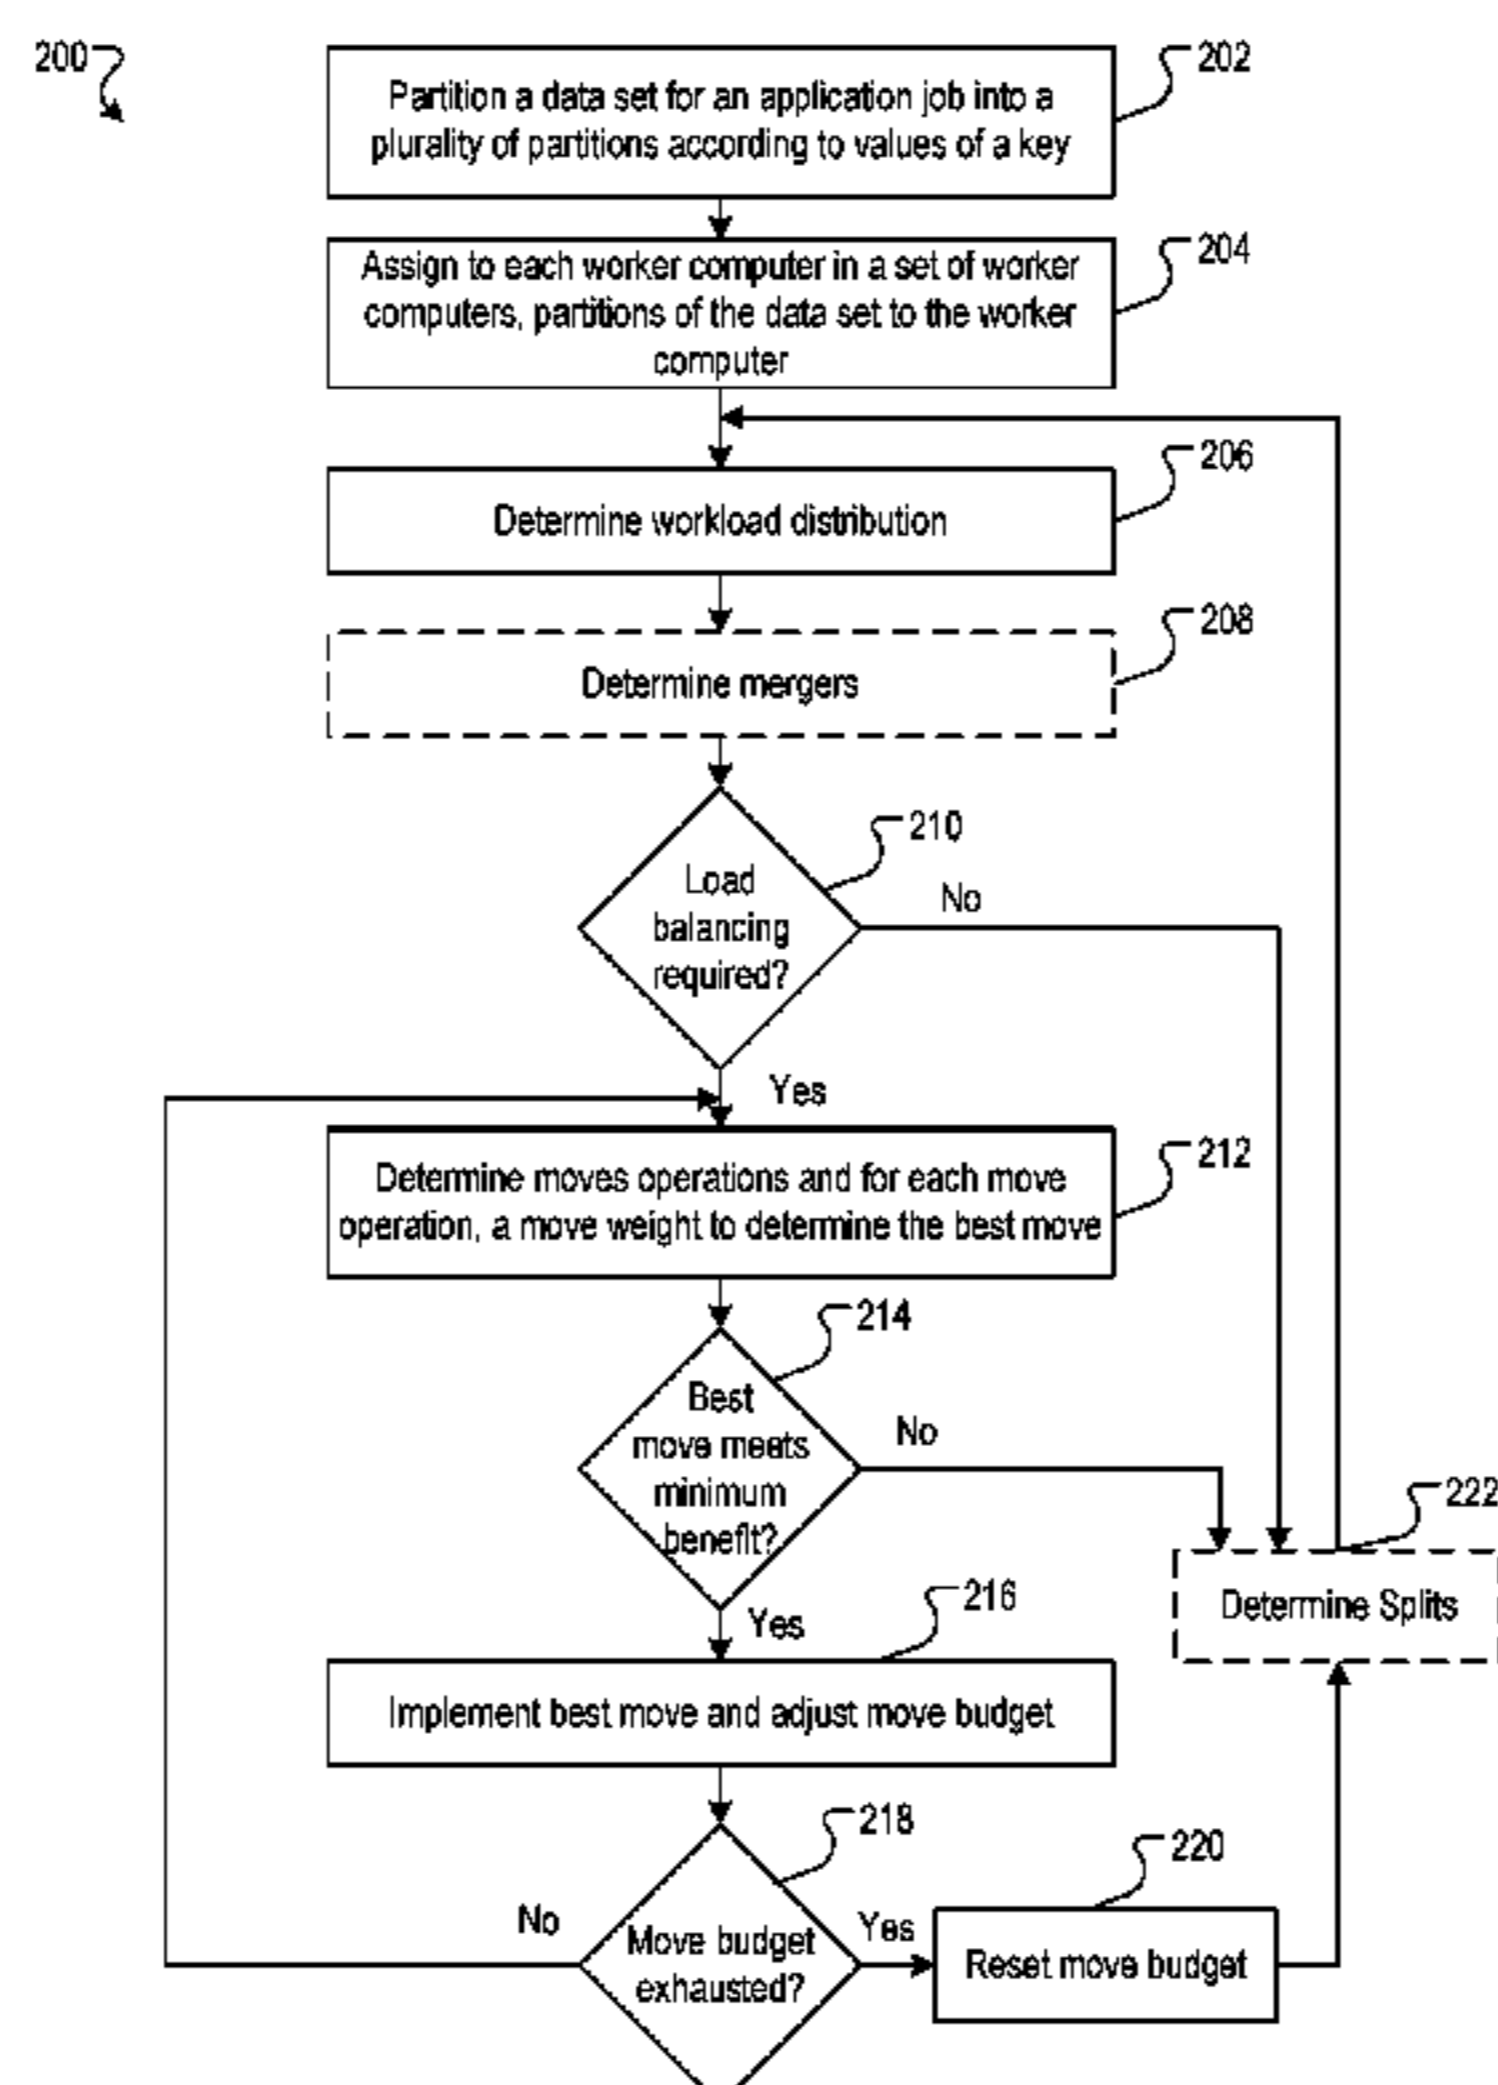 200
202
Partition a data set for an application job into a
plurality of partitions according to values of a key
204
Assign to each worker computer in a set of worker
computers, partitions of the data set to the worker
computer
206
Determine workload distribution
208
Determine mergers
210
Load
balancing
required?
No
Yes
212
Determine moves operations and for each move
operation, a move weight to determine the best move
214
Best
move meets
minimum
benefit?
No
222
Determine Splits
Yes
216
Implement best move and adjust move budget
218
Move budget
exhausted?
No
Yes
220
Reset move budget